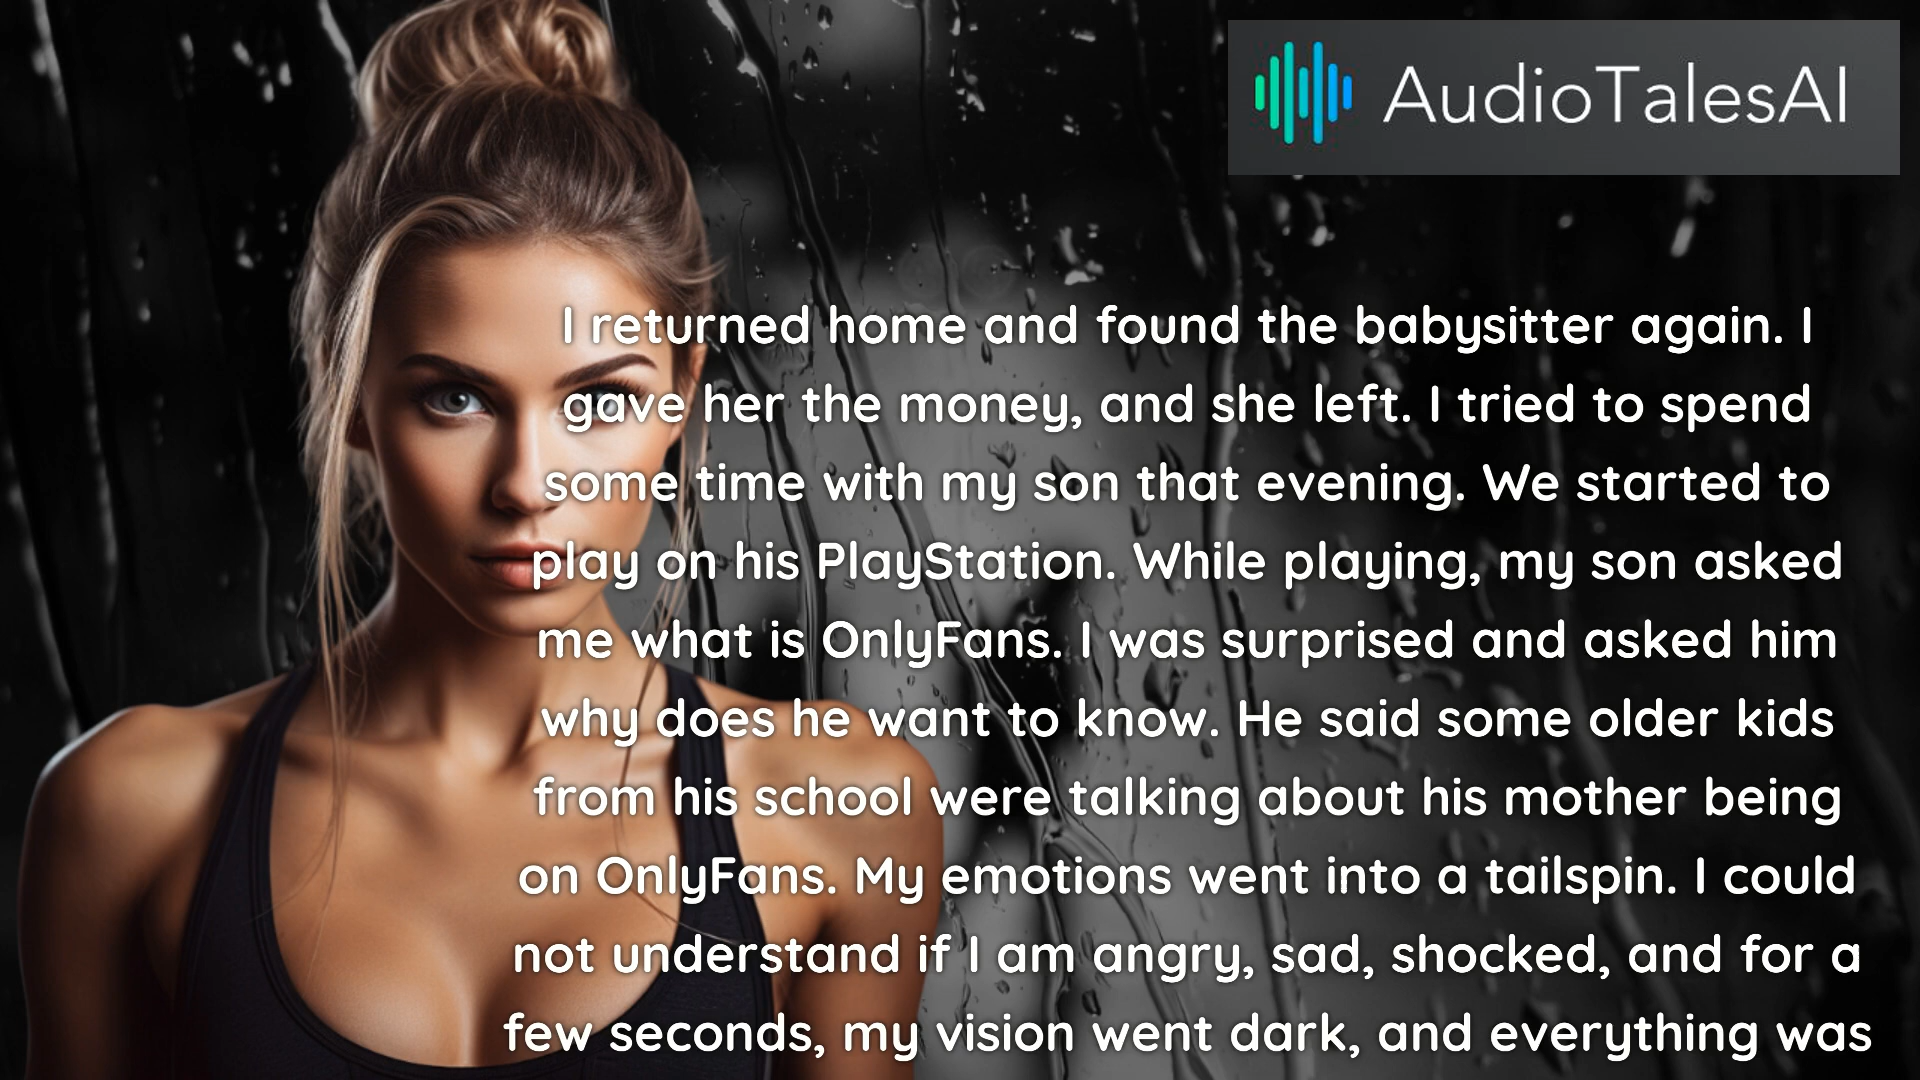 AudioTalesAI
I returned home and found the babysitter again. I
gave her the money, and she left. I tried to spend
some time with my son that evening. We started to
play on his PlayStation. While playing, my son asked
me what is OnlyFans. I was surprised and asked him
why does he want to know. He said some older kids
from his school were talking about his mother being
on OnlyFans. My emotions went into a tailspin. I could
not understand if I am angry, sad, shocked, and for a
few seconds, my vision went dark, and everything was